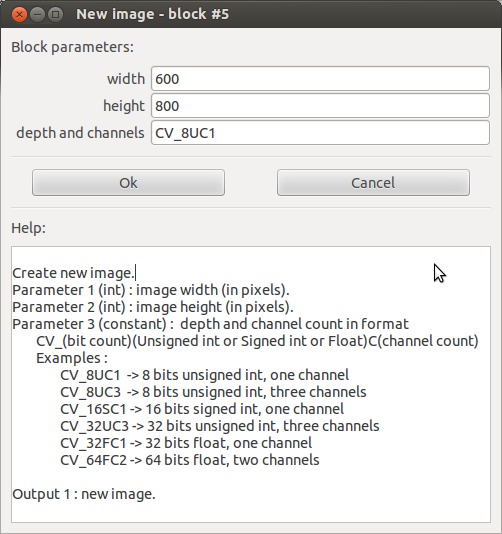 New image - block #5
Block parameters:
width 600
height 800
depth and channels CV_8UC1
Ok Cancel
Help:
Create new image.
Parameter 1 (int) : image width (in pixels).
Parameter 2 (int) : image height (in pixels).
Parameter 3 (constant) :  depth and channel count in format
CV_(bit count)(Unsigned int or Signed int or Float)C(channel count)
Examples :
CV_8UC1  -> 8 bits unsigned int, one channel
CV_8UC3  -> 8 bits unsigned int, three channels
CV_16SC1 -> 16 bits signed int, one channel
CV_32UC3 -> 32 bits unsigned int, three channels
CV_32FC1 -> 32 bits float, one channel
CV_64FC2 -> 64 bits float, two channels
Output 1 : new image.